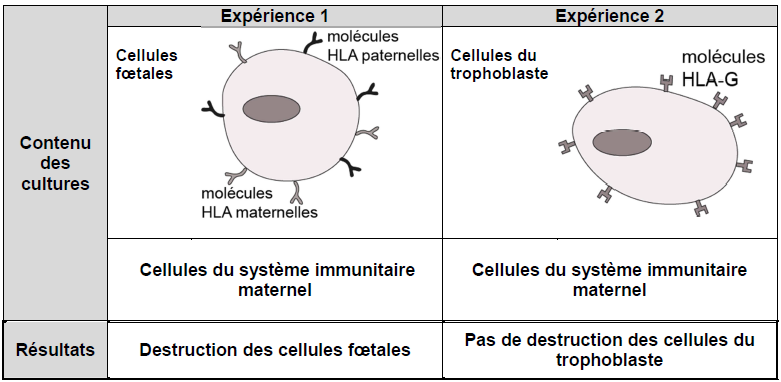 Expérience 1
Expérience 2
Contenu
des
cultures
Cellules
fœtales
molécules
HLA paternelles
molécules
HLA maternelles
Cellules du
trophoblaste
molécules
HLA-G
Cellules du système immunitaire
maternel
Cellules du système immunitaire
maternel
Résultats
Destruction des cellules fœtales
Pas de destruction des cellules du
trophoblaste